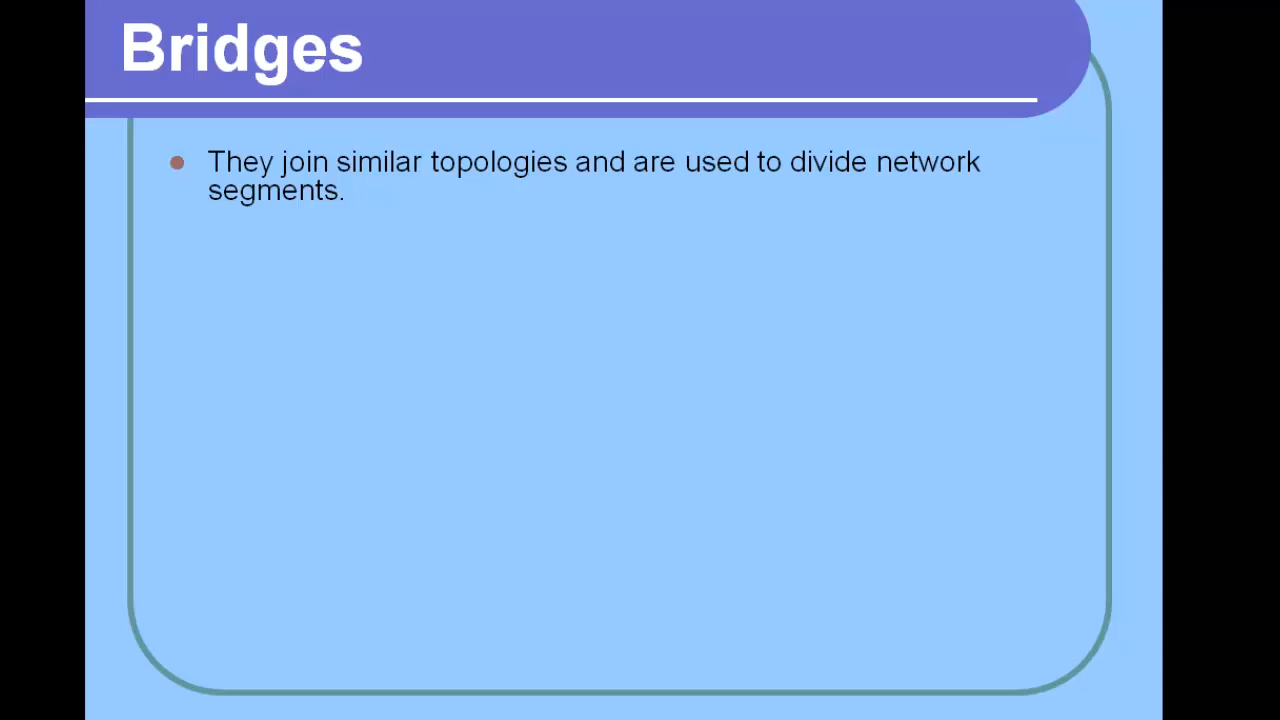 Bridges
They join similar topologies and are used to divide network
segments.